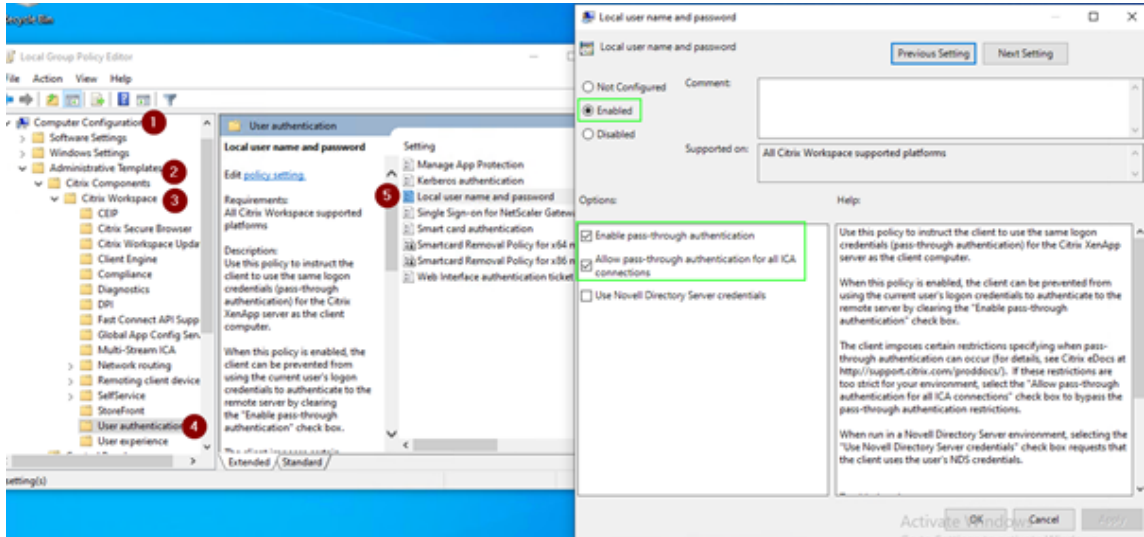 Recycle Bin
Local Group Policy Editor
File Action View Help
Computer Configuration 1
Software Settings
Windows Settings
Administrative Templates 2
Citrix Components
Citrix Workspace 3
CEIP
Citrix Secure Browser
Citrix Workspace Upda
Client Engine
Compliance
Diagnostics
DPI
Fast Connect API Supp
Global App Config Serv
Multi-Stream ICA
Network routing
Remoting client device
SelfService
StoreFront
User authentication 4
User experience
setting(s)
User authentication
Local user name and password
Edit policy setting.
Requirements:
All Citrix Workspace supported
platforms
Description:
Use this policy to instruct the
client to use the same logon
credentials (pass-through
authentication) for the Citrix
XenApp server as the client
computer.
When this policy is enabled, the
client can be prevented from
using the current user's logon
credentials to authenticate to the
remote server by clearing
the "Enable pass-through
authentication" check box.
Extended Standard
Setting
Manage App Protection
Kerberos authentication
5 Local user name and password
Single Sign-on for NetScaler Gatew
Smart card authentication
Smartcard Removal Policy for x64 m
Smartcard Removal Policy for x86 m
Web Interface authentication ticket
Local user name and password
Local user name and password
Previous Setting Next Setting
Not Configured
Enabled
Disabled
Comment:
Supported on: All Citrix Workspace supported platforms
Options:
Enable pass-through authentication
Allow pass-through authentication for all ICA
connections
Use Novell Directory Server credentials
Help:
Use this policy to instruct the client to use the same logon
credentials (pass-through authentication) for the Citrix XenApp
server as the client computer.
When this policy is enabled, the client can be prevented from
using the current user's logon credentials to authenticate to the
remote server by clearing the "Enable pass-through
authentication" check box.
The client imposes certain restrictions specifying when pass-
through authentication can occur (for details, see Citrix eDocs at
http://support.citrix.com/proddocs/). If these restrictions are
too strict for your environment, select the "Allow pass-through
authentication for all ICA connections" check box to bypass the
pass-through authentication restrictions.
When run in a Novell Directory Server environment, selecting the
"Use Novell Directory Server credentials" check box requests that
the client uses the user's NDS credentials.
Activate Windows
OK Cancel Apply